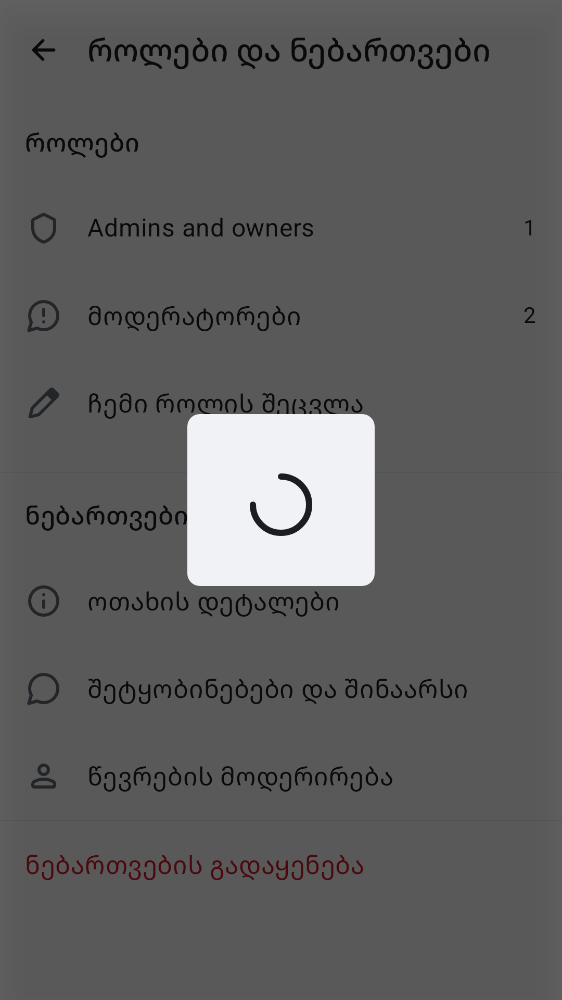 როლები და ნებართვები
როლები
Admins and owners 1
მოდერატორები 2
ჩემი როლის შეცვლა
ნებართვები
ოთახის დეტალები
შეტყობინებები და შინაარსი
წევრების მოდერირება
ნებართვების გადაყენება